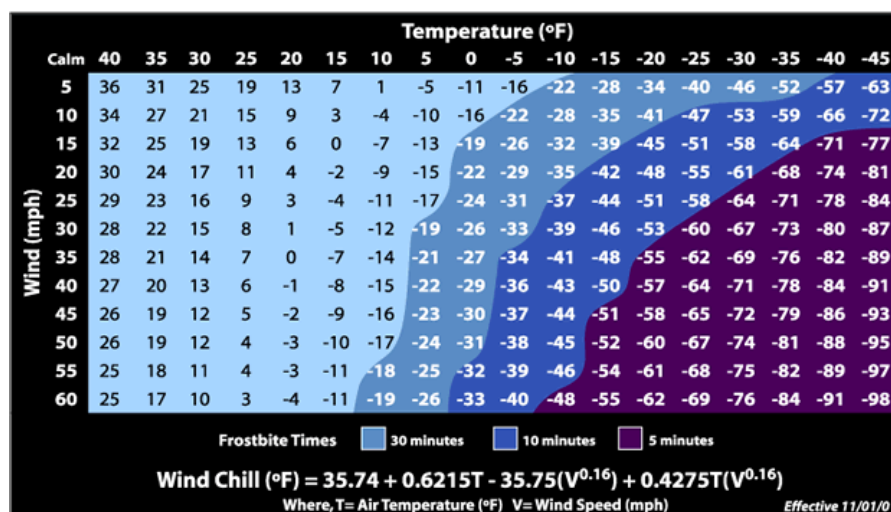 Temperature (ºF)
Calm 40 35 30 25 20 15 10 5 0 -5 -10 -15 -20 -25 -30 -35 -40 -45
5 36 31 25 19 13 7 1 -5 -11 -16 -22 -28 -34 -40 -46 -52 -57 -63
10 34 27 21 15 9 3 -4 -10 -16 -22 -28 -35 -41 -47 -53 -59 -66 -72
15 32 25 19 13 6 0 -7 -13 -19 -26 -32 -39 -45 -51 -58 -64 -71 -77
20 30 24 17 11 4 -2 -9 -15 -22 -29 -35 -42 -48 -55 -61 -68 -74 -81
25 29 23 16 9 3 -4 -11 -17 -24 -31 -37 -44 -51 -58 -64 -71 -78 -84
30 28 22 15 8 1 -5 -12 -19 -26 -33 -39 -46 -53 -60 -67 -73 -80 -87
35 28 21 14 7 0 -7 -14 -21 -27 -34 -41 -48 -55 -62 -69 -76 -82 -89
40 27 20 13 6 -1 -8 -15 -22 -29 -36 -43 -50 -57 -64 -71 -78 -84 -91
45 26 19 12 5 -2 -9 -16 -23 -30 -37 -44 -51 -58 -65 -72 -79 -86 -93
50 26 19 12 4 -3 -10 -17 -24 -31 -38 -45 -52 -60 -67 -74 -81 -88 -95
55 25 18 11 4 -3 -11 -18 -25 -32 -39 -46 -54 -61 -68 -75 -82 -89 -97
60 25 17 10 3 -4 -11 -19 -26 -33 -40 -48 -55 -62 -69 -76 -84 -91 -98
Wind (mph)
Frostbite Times 30 minutes 10 minutes 5 minutes
Wind Chill (ºF) = 35.74 + 0.6215T - 35.75(V0.16) + 0.4275T(V0.16)
Where, T= Air Temperature (ºF) V= Wind Speed (mph)
Effective 11/01/0